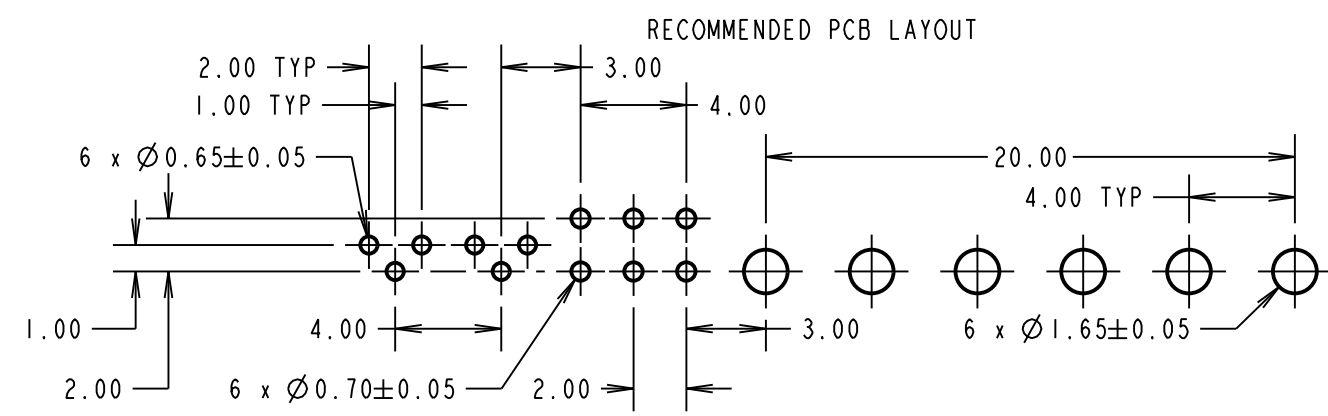 RECOMMENDED PCB LAYOUT
2.00 TYP
3.00
1.00 TYP
4.00
6 x Ø0.65±0.05
20.00
4.00 TYP
1.00
4.00
3.00
6 x Ø1.65±0.05
2.00
6 x Ø0.70±0.05
2.00